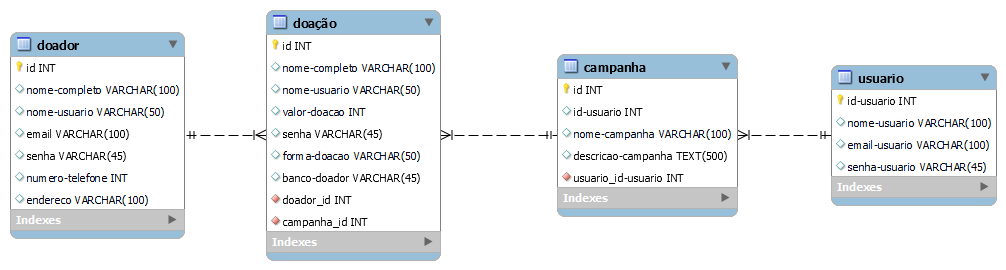 doador
id INT
nome-completo VARCHAR(100)
nome-usuario VARCHAR(50)
email VARCHAR(100)
senha VARCHAR(45)
numero-telefone INT
endereco VARCHAR(100)
Indexes
doação
id INT
nome-completo VARCHAR(100)
nome-usuario VARCHAR(50)
valor-doacao INT
senha VARCHAR(45)
forma-doacao VARCHAR(50)
banco-doador VARCHAR(45)
doador_id INT
campanha_id INT
Indexes
campanha
id INT
id-usuario INT
nome-campanha VARCHAR(100)
descricao-campanha TEXT(500)
usuario_id-usuario INT
Indexes
usuario
id-usuario INT
nome-usuario VARCHAR(100)
email-usuario VARCHAR(100)
senha-usuario VARCHAR(45)
Indexes